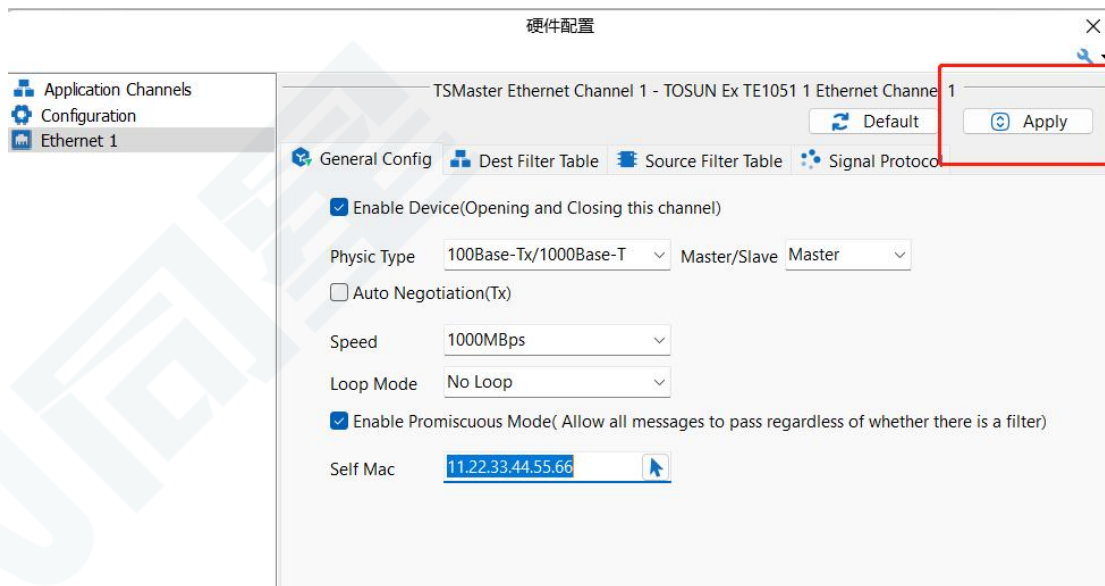 硬件配置
Application Channels
Configuration
Ethernet 1
TSMaster Ethernet Channel 1 - TOSUN Ex TE1051 1 Ethernet Channel 1
Default
Apply
General Config
Dest Filter Table
Source Filter Table
Signal Protocol
Enable Device(Opening and Closing this channel)
Physic Type 100Base-Tx/1000Base-T Master/Slave Master
Auto Negotiation(Tx)
Speed 1000MBps
Loop Mode No Loop
Enable Promiscuous Mode( Allow all messages to pass regardless of whether there is a filter)
Self Mac 11.22.33.44.55.66